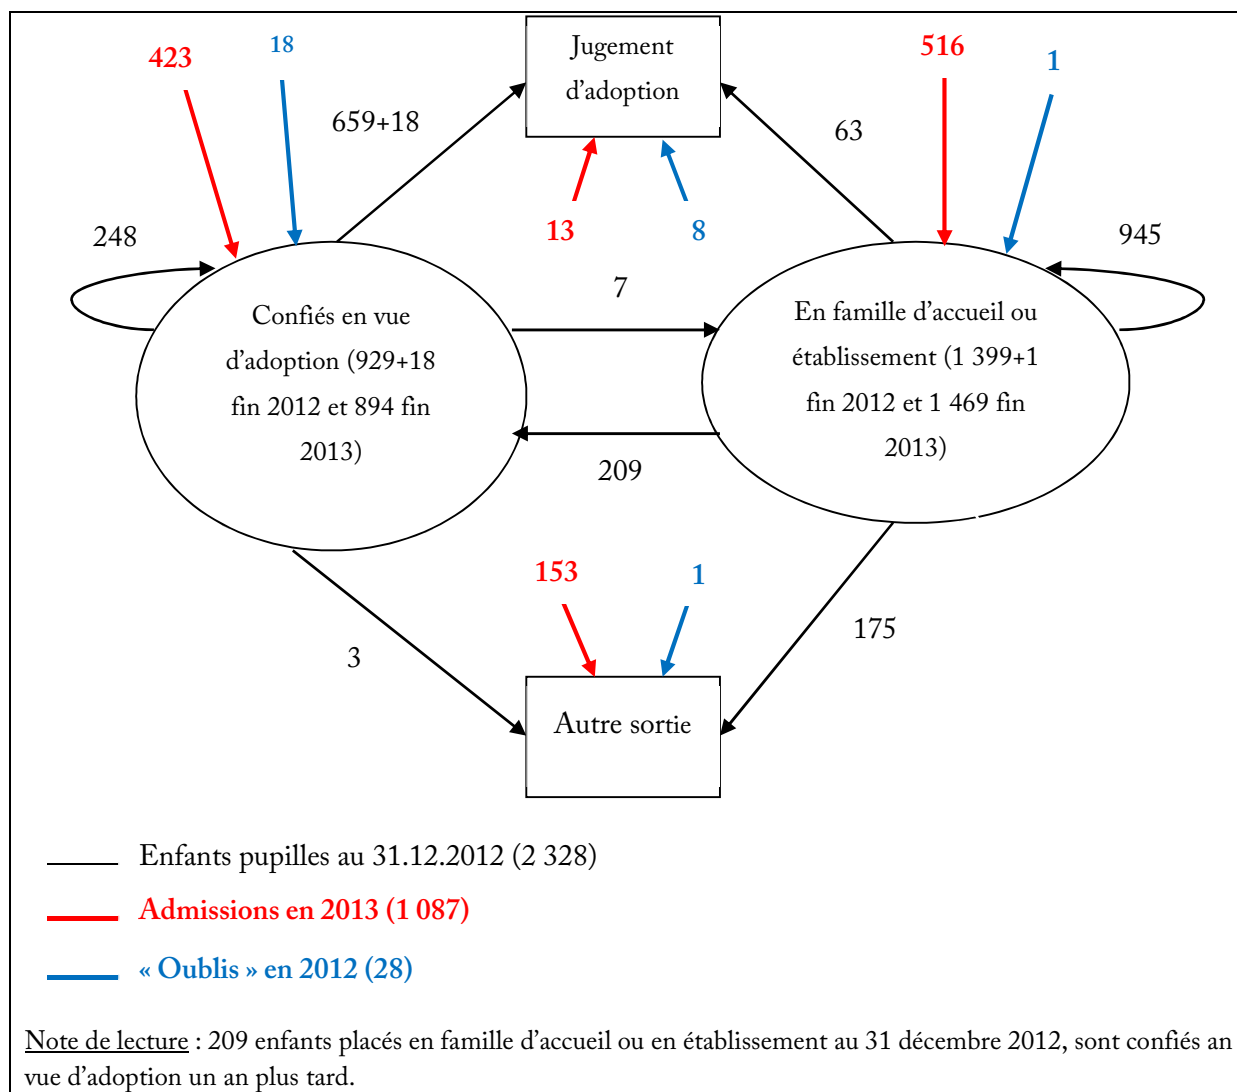 423
18
Jugement
d’adoption
516
1
659+18
63
13
8
248
945
7
Confiés en vue
d’adoption (929+18
fin 2012 et 894 fin
2013)
En famille d’accueil ou
établissement (1 399+1
fin 2012 et 1 469 fin
2013)
209
153
1
3
175
Autre sortie
Enfants pupilles au 31.12.2012 (2 328)
Admissions en 2013 (1 087)
« Oublis » en 2012 (28)
Note de lecture : 209 enfants placés en famille d’accueil ou en établissement au 31 décembre 2012, sont confiés an
vue d’adoption un an plus tard.